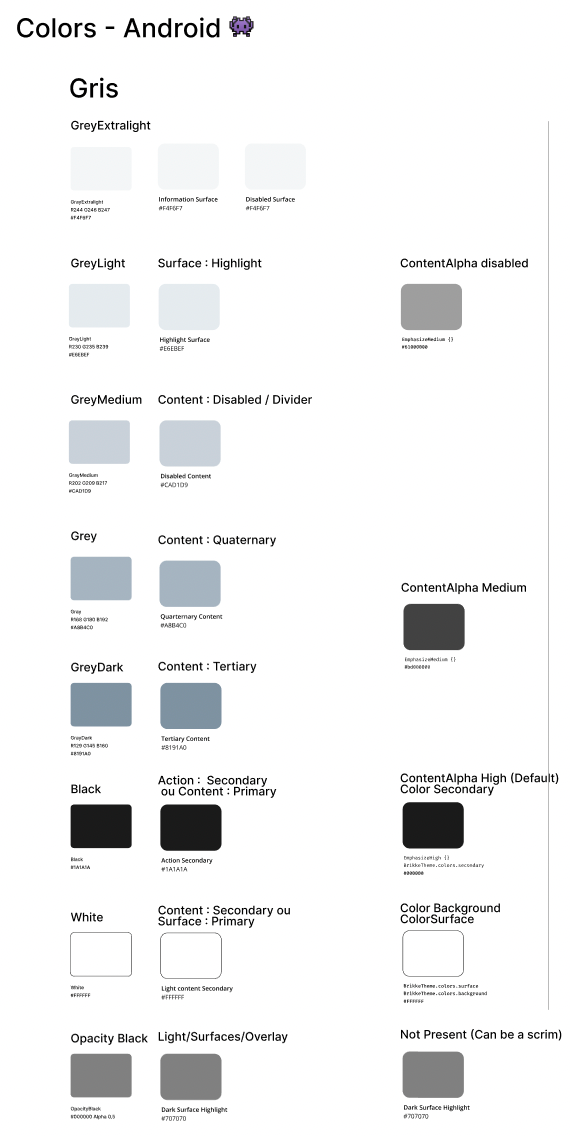 Colors - Android 👾
Gris
GreyExtralight
GrayExtralight
R244 G246 B247
#F4F6F7
Information Surface
#F4F6F7
Disabled Surface
#F4F6F7
GreyLight
Surface : Highlight
ContentAlpha disabled
GrayLight
R230 G235 B239
#E6EBEF
Highlight Surface
#E6EBEF
EmphasizeMedium {}
#61000000
GreyMedium
Content : Disabled / Divider
GrayMedium
R202 G209 B217
#CAD1D9
Disabled Content
#CAD1D9
Grey
Content : Quaternary
Gray
R168 G180 B192
#A8B4C0
Quarternary Content
#A8B4C0
ContentAlpha Medium
EmphasizeMedium {}
#bd000000
GreyDark
Content : Tertiary
GrayDark
R129 G145 B160
#8191A0
Tertiary Content
#8191A0
Black
Action : Secondary
ou Content : Primary
ContentAlpha High (Default)
Color Secondary
Black
#1A1A1A
Action Secondary
#1A1A1A
EmphasizeHigh {}
BrikkeTheme.colors.secondary
#000000
White
Content : Secondary ou
Surface : Primary
Color Background
ColorSurface
White
#FFFFFF
Light content Secondary
#FFFFFF
BrikkeTheme.colors.surface
BrikkeTheme.colors.background
#FFFFFF
Opacity Black
Light/Surfaces/Overlay
Not Present (Can be a scrim)
OpacityBlack
#000000 Alpha 0,5
Dark Surface Highlight
#707070
Dark Surface Highlight
#707070